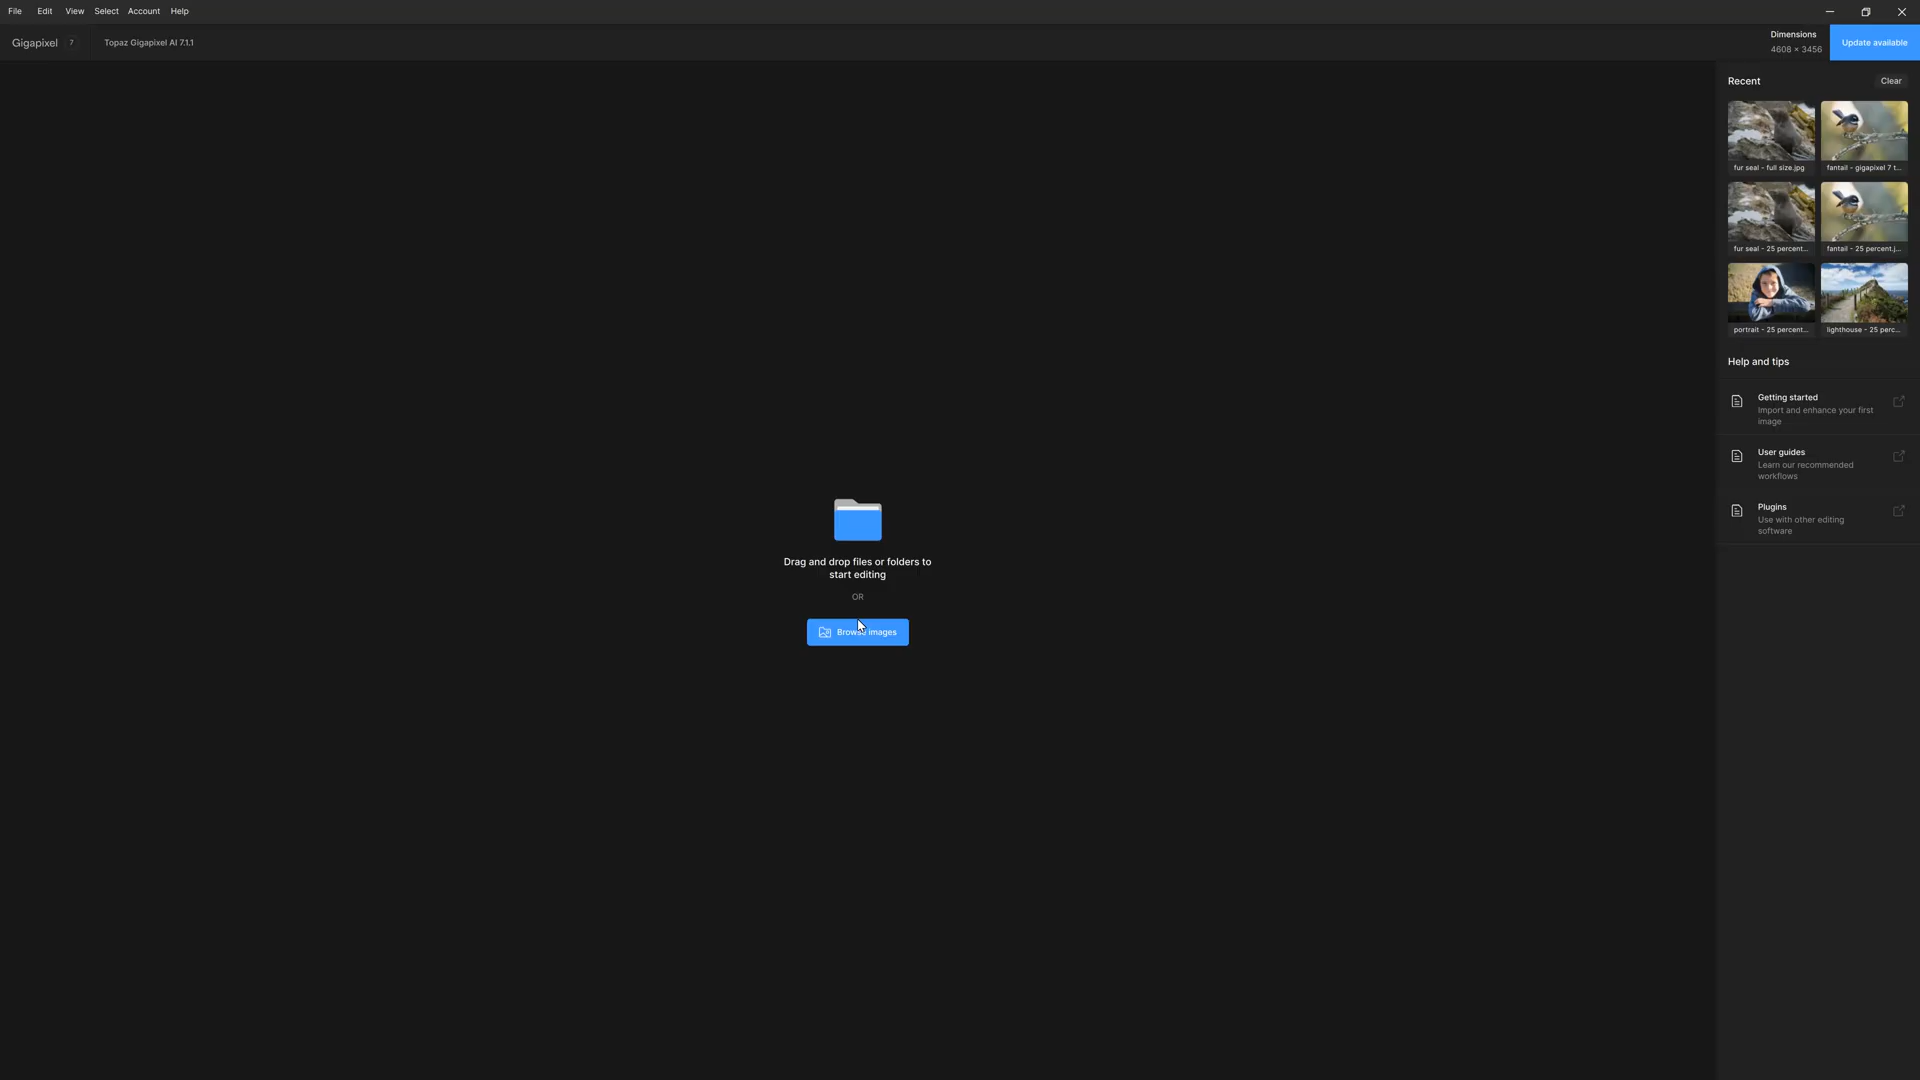 File Edit View Select Account Help
Gigapixel 7 Topaz Gigapixel AI 7.1.1
Dimensions
4608 × 3456
Update available
Recent Clear
fur seal - full size.jpg
fantail - gigapixel 7 t...
fur seal - 25 percent...
fantail - 25 percent.j...
portrait - 25 percent...
lighthouse - 25 perc...
Help and tips
Getting started
Import and enhance your first
image
User guides
Learn our recommended
workflows
Plugins
Use with other editing
software
Drag and drop files or folders to
start editing
OR
Browse images